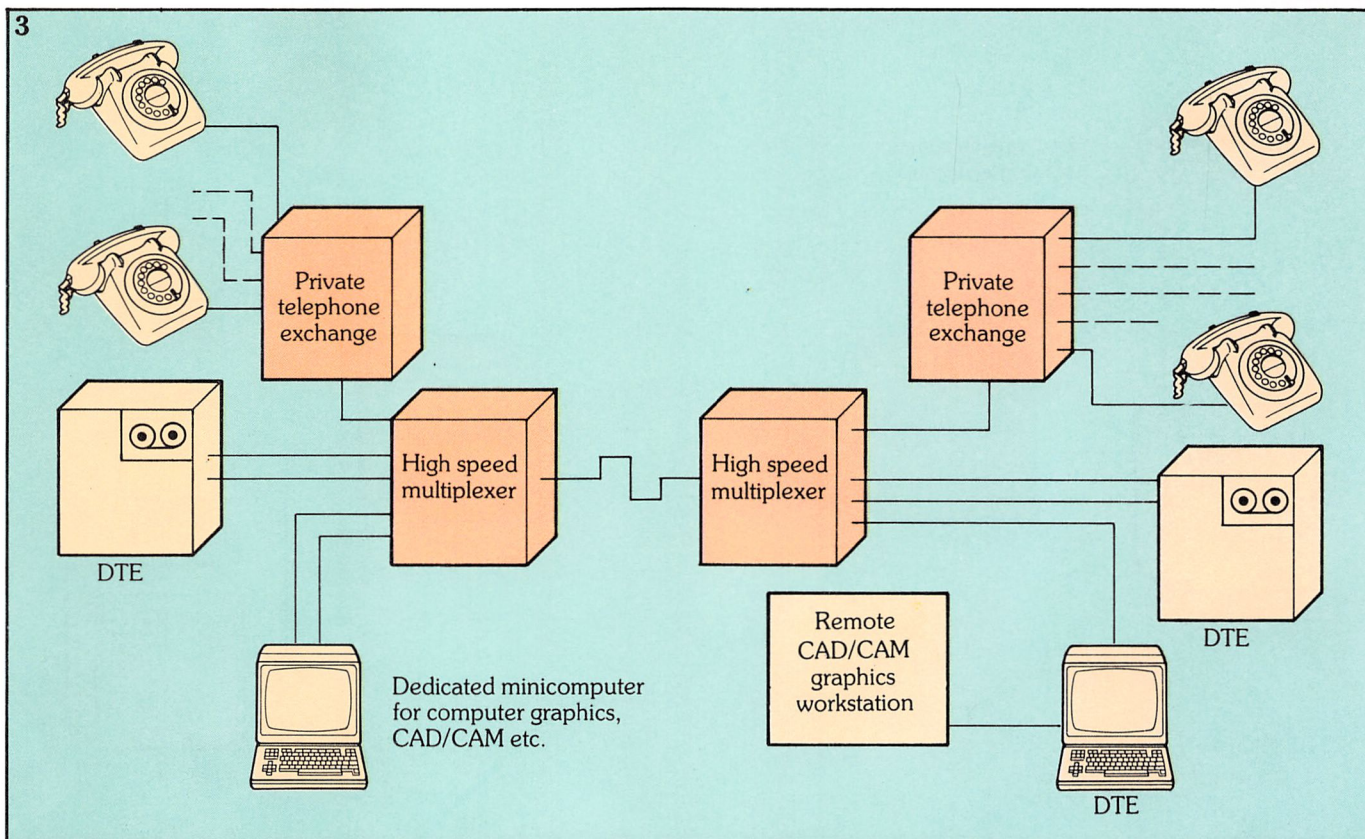 3
Private
telephone
exchange
Private
telephone
exchange
High speed
multiplexer
High speed
multiplexer
DTE
DTE
Dedicated minicomputer
for computer graphics,
CAD/CAM etc.
Remote
CAD/CAM
graphics
workstation
DTE